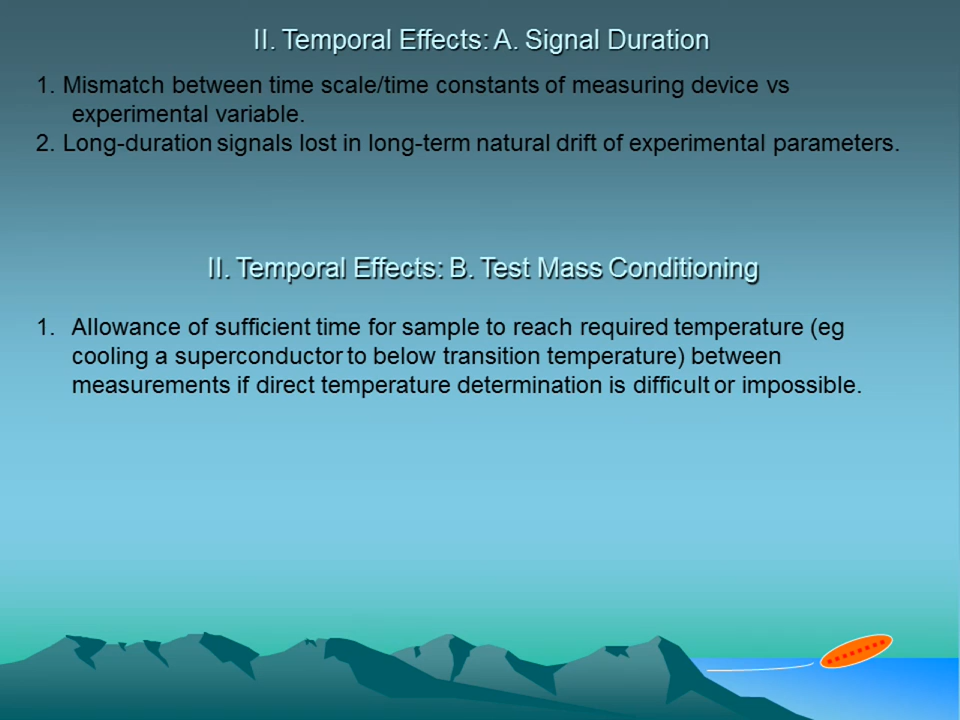 II. Temporal Effects: A. Signal Duration
1. Mismatch between time scale/time constants of measuring device vs
experimental variable.
2. Long-duration signals lost in long-term natural drift of experimental parameters.
II. Temporal Effects: B. Test Mass Conditioning
1. Allowance of sufficient time for sample to reach required temperature (eg
cooling a superconductor to below transition temperature) between
measurements if direct temperature determination is difficult or impossible.